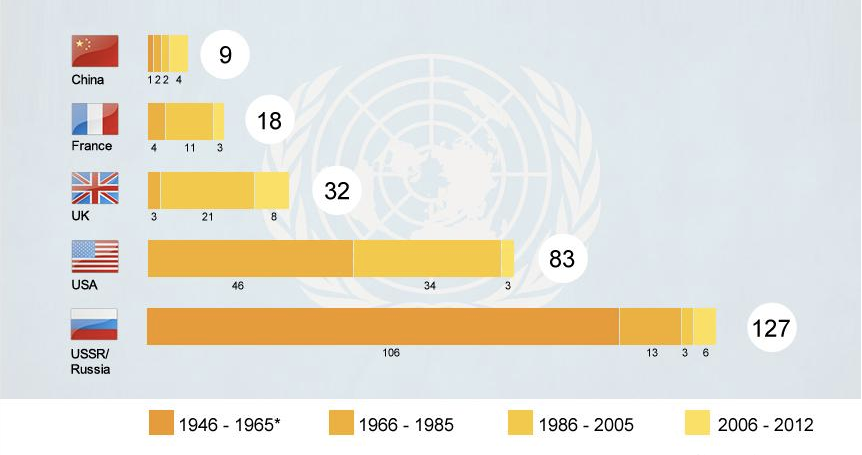 9
China
1 2 2 4
18
France
4 11 3
32
UK
3 21 8
83
USA
46 34 3
127
USSR/
Russia
106 13 3 6
1946 - 1965* 1966 - 1985 1986 - 2005 2006 - 2012